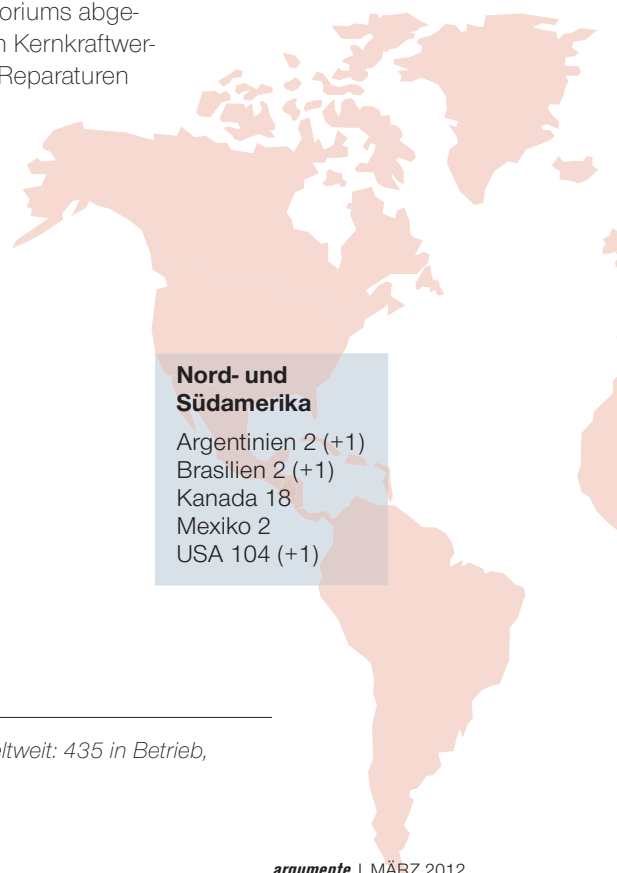 oriums abge-
n Kernkraftwer-
Reparaturen
Nord- und
Südamerika
Argentinien 2 (+1)
Brasilien 2 (+1)
Kanada 18
Mexiko 2
USA 104 (+1)
ltweit: 435 in Betrieb,
argumente | MÄRZ 2012